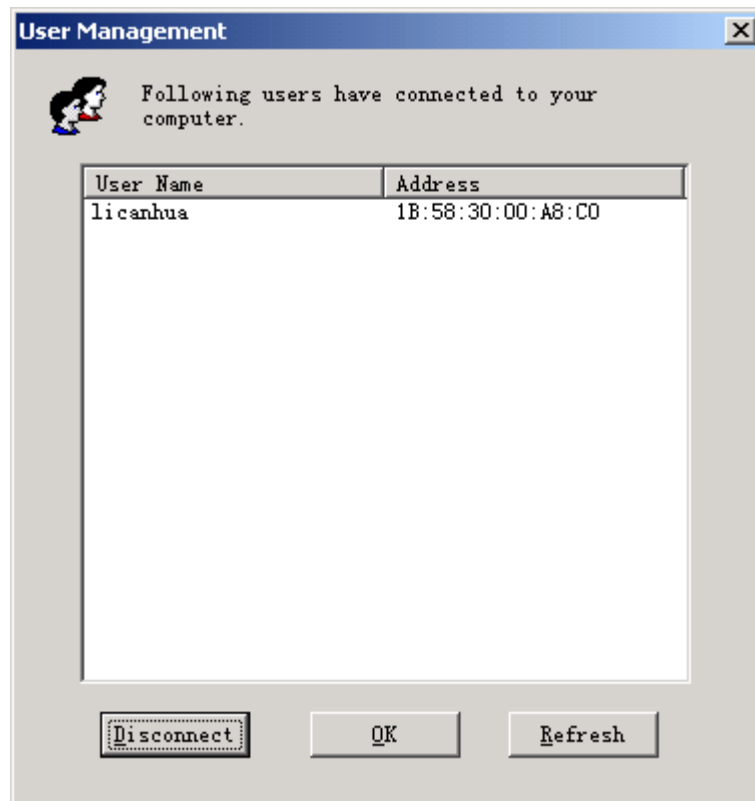 User Management
Following users have connected to your
computer.
User Name Address
licanhua 1B:58:30:00:A8:C0
Disconnect OK Refresh